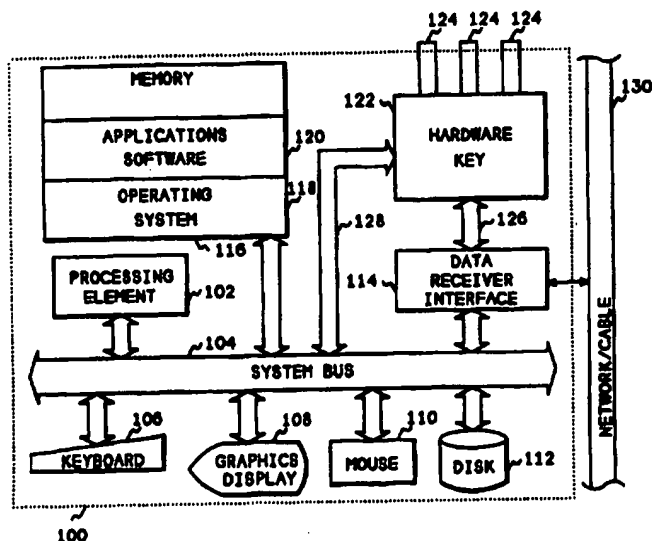 124 124 124
MEMORY
122
130
HARDWARE
KEY
APPLICATIONS
SOFTWARE
120
118
OPERATING
SYSTEM
128
126
116
PROCESSING
ELEMENT
102
114
DATA
RECEIVER
INTERFACE
104
SYSTEM BUS
NETWORK/CABLE
106
KEYBOARD
108
GRAPHICS
DISPLAY
110
MOUSE
DISK
112
100